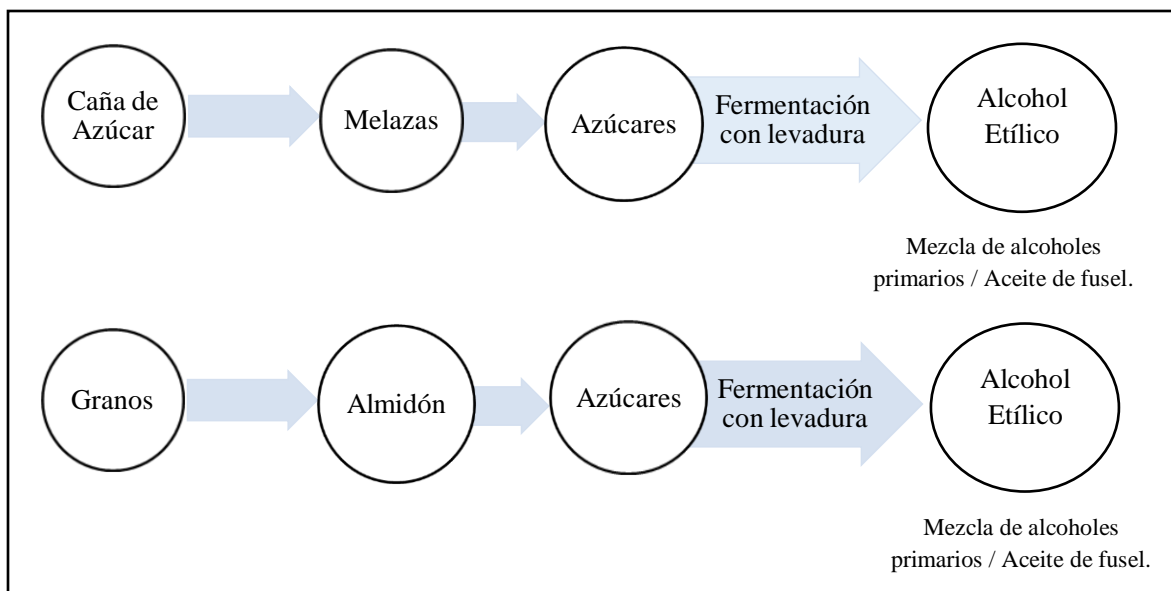 Caña de
Azúcar
Melazas
Azúcares
Fermentación
con levadura
Alcohol
Etílico
Mezcla de alcoholes
primarios / Aceite de fusel.
Granos
Almidón
Azúcares
Fermentación
con levadura
Alcohol
Etílico
Mezcla de alcoholes
primarios / Aceite de fusel.